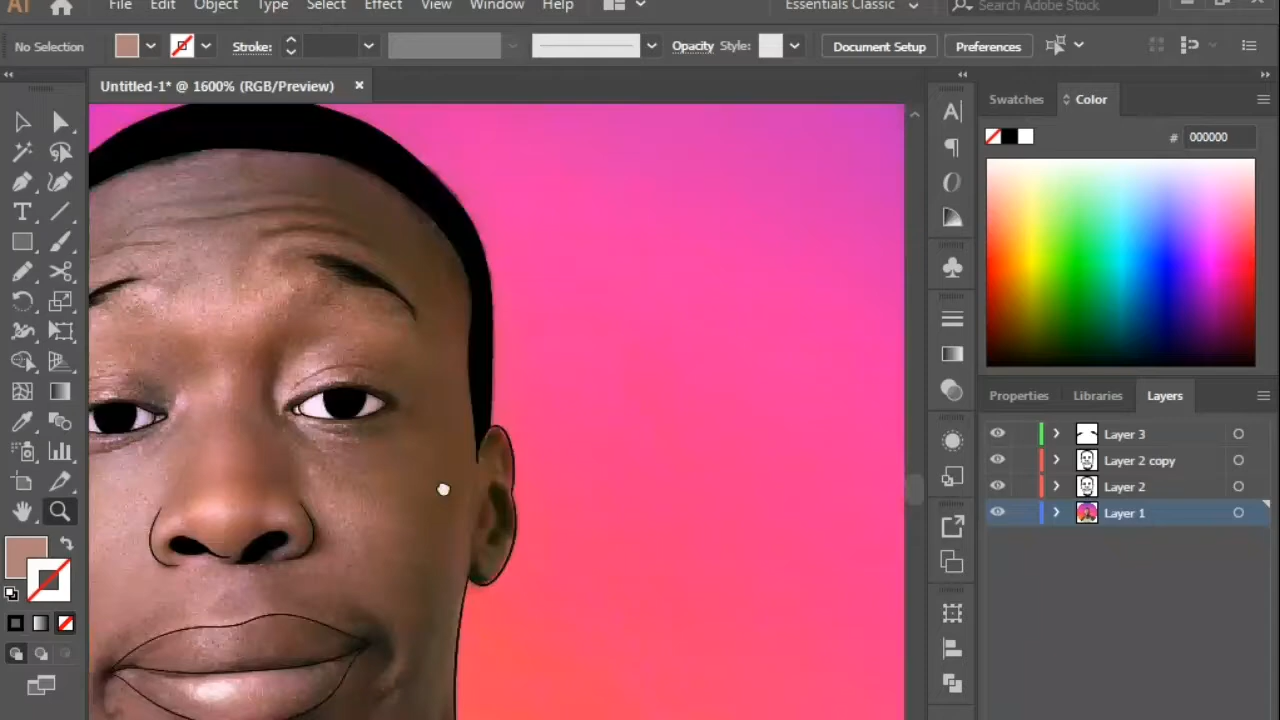 Ai File Edit Object Type Select Effect View Window Help Essentials Classic Search Adobe Stock
No Selection Stroke: Opacity Style: Document Setup Preferences
Untitled-1* @ 1600% (RGB/Preview) ×
Swatches Color
# 000000
Properties Libraries Layers
Layer 3
Layer 2 copy
Layer 2
Layer 1